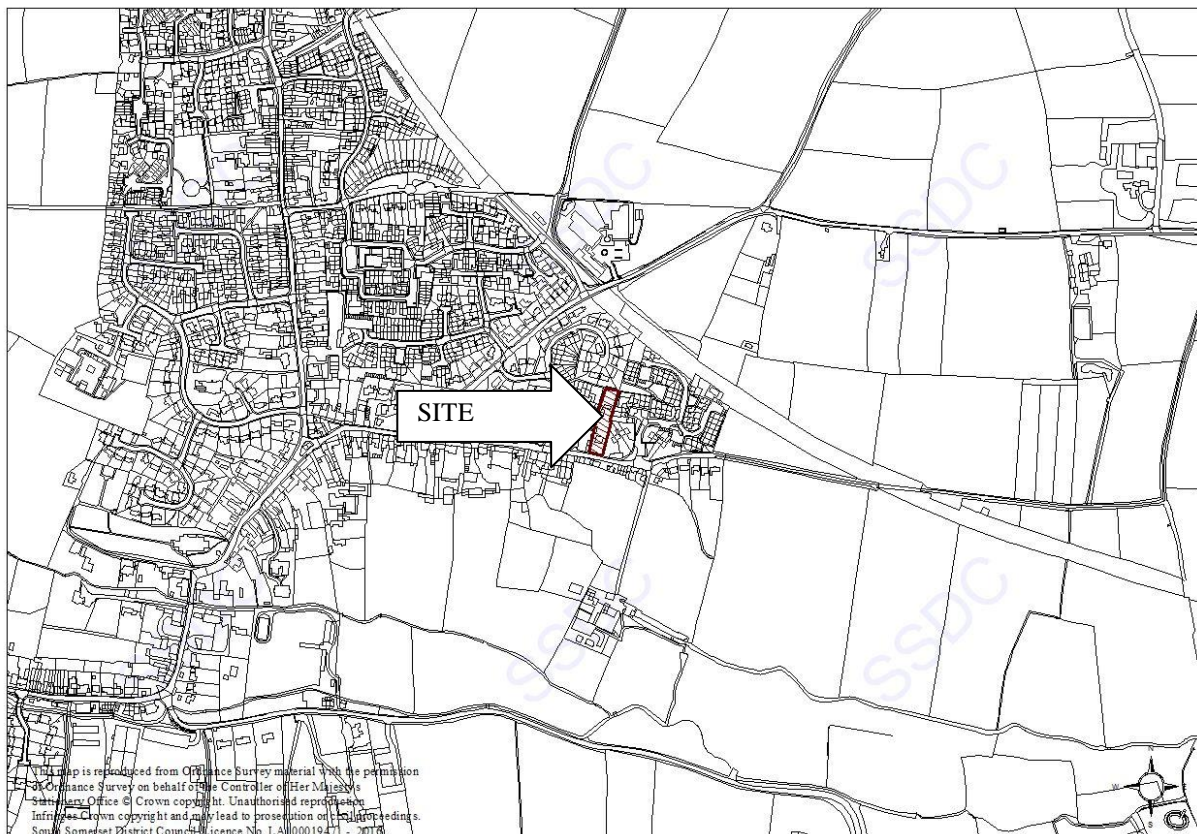 SSDC
SSDC
SITE
SSDC
SSDC
N
W
S
This map is reproduced from Ordnance Survey material with the permission
of Ordnance Survey on behalf of the Controller of Her Majesty's
Stationery Office © Crown copyright. Unauthorised reproduction
Infringes Crown copyright and may lead to prosecution or civil proceedings.
South Somerset District Council Licence No. - 2016